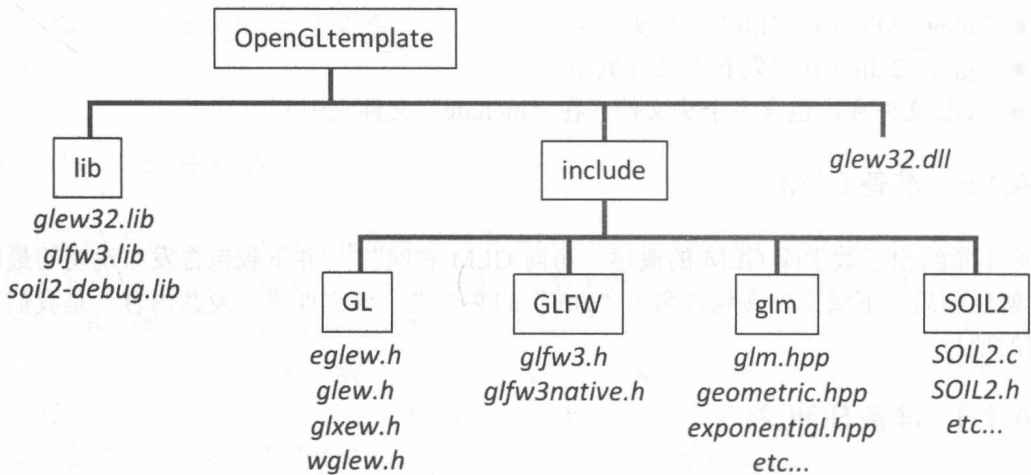 OpenGLtemplate
lib
include
glew32.dll
glew32.lib
glfw3.lib
soil2-debug.lib
GL
GLFW
glm
SOIL2
eglew.h
glew.h
glxew.h
wglew.h
glfw3.h
glfw3native.h
glm.hpp
geometric.hpp
exponential.hpp
etc...
SOIL2.c
SOIL2.h
etc...